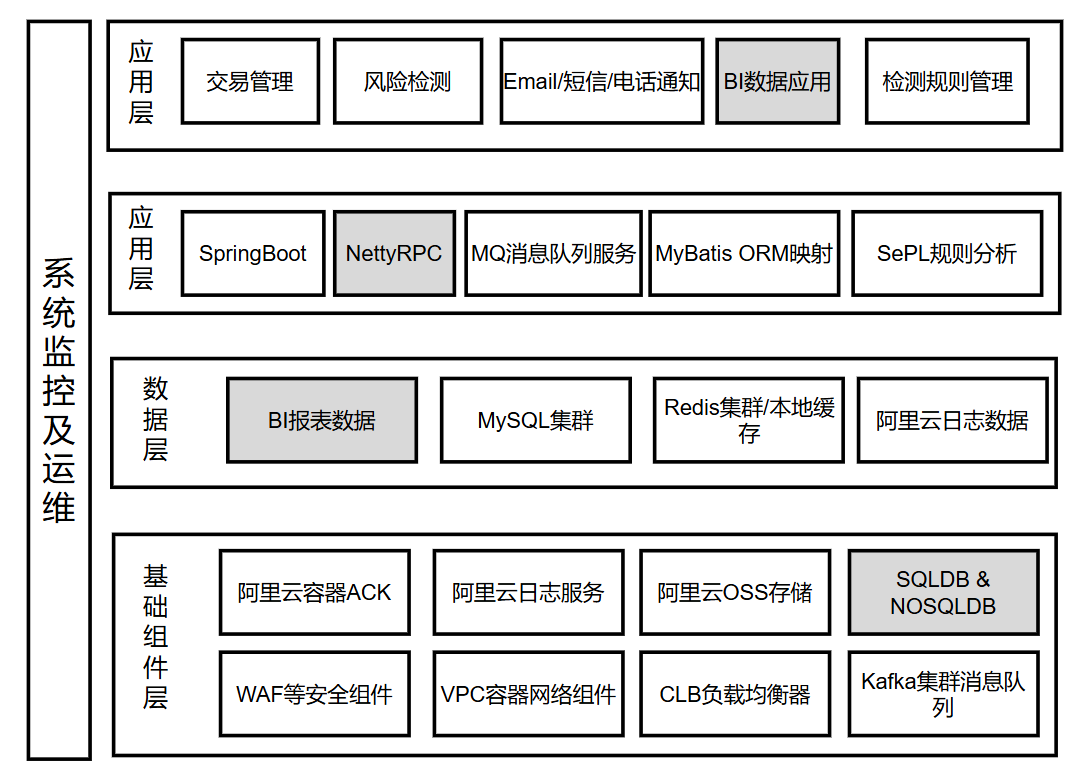 系统监控及运维
应用层
交易管理
风险检测
Email/短信/电话通知
BI数据应用
检测规则管理
应用层
SpringBoot
NettyRPC
MQ消息队列服务
MyBatis ORM映射
SePL规则分析
数据层
BI报表数据
MySQL集群
Redis集群/本地缓
存
阿里云日志数据
基础组件层
阿里云容器ACK
阿里云日志服务
阿里云OSS存储
SQLDB &
NOSQLDB
WAF等安全组件
VPC容器网络组件
CLB负载均衡器
Kafka集群消息队
列